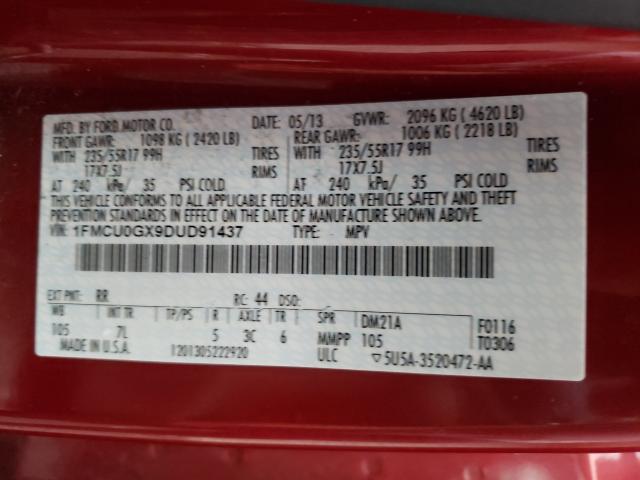 MFD. BY FORD MOTOR CO. DATE: 05/13 GVWR: 2096 KG ( 4620 LB)
FRONT GAWR: 1098 KG ( 2420 LB) REAR GAWR: 1006 KG ( 2218 LB)
WITH 235/55R17 99H TIRES WITH 235/55R17 99H TIRES
17X7.5J RIMS 17X7.5J RIMS
AT 240 kPa/ 35 PSI COLD AT 240 kPa/ 35 PSI COLD
THIS VEHICLE CONFORMS TO ALL APPLICABLE FEDERAL MOTOR VEHICLE SAFETY AND THEFT
PREVENTION STANDARDS IN EFFECT ON THE DATE OF MANUFACTURE SHOWN ABOVE.
VIN: 1FMCU0GX9DUD91437 TYPE: MPV
EXT PNT: RR RC: 44 DSO:
WB INT TR TP/PS R AXLE TR SPR DM21A F0116
105 7L 5 3C 6 MMPP 105 T0306
MADE IN U.S.A. 1201305222920 ULC ▽5U5A-3520472-AA